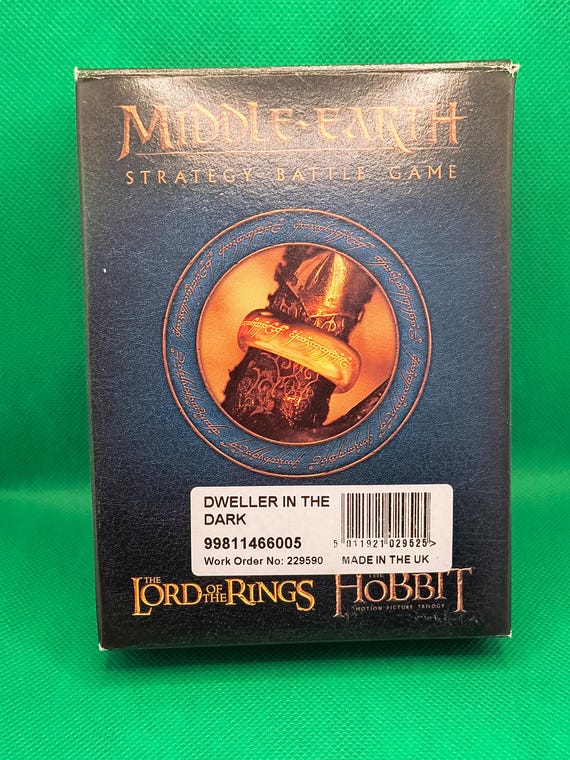 MIDDLE-EARTH
STRATEGY BATTLE GAME
DWELLER IN THE
DARK
99811466005
5 011921 029525>
Work Order No: 229590
MADE IN THE UK
THE LORD OF THE RINGS
THE HOBBIT
MOTION PICTURE TRILOGY